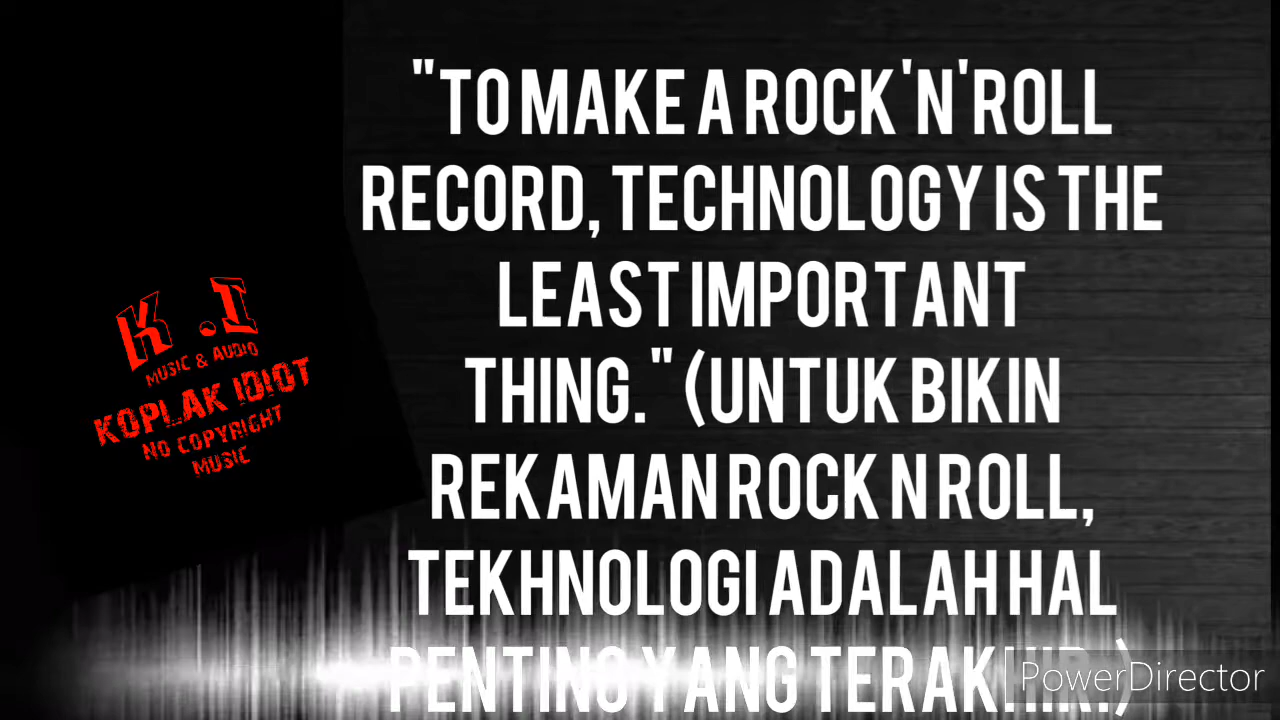 "TO MAKE A ROCK 'N' ROLL
RECORD, TECHNOLOGY IS THE
LEAST IMPORTANT
THING." (UNTUK BIKIN
REKAMAN ROCK N ROLL,
TEKHNOLOGI ADALAH HAL
PENTING YANG TERAKHIR.)
K.I
MUSIC & AUDIO
KOPLAK IDIOT
NO COPYRIGHT
MUSIC
PowerDirector